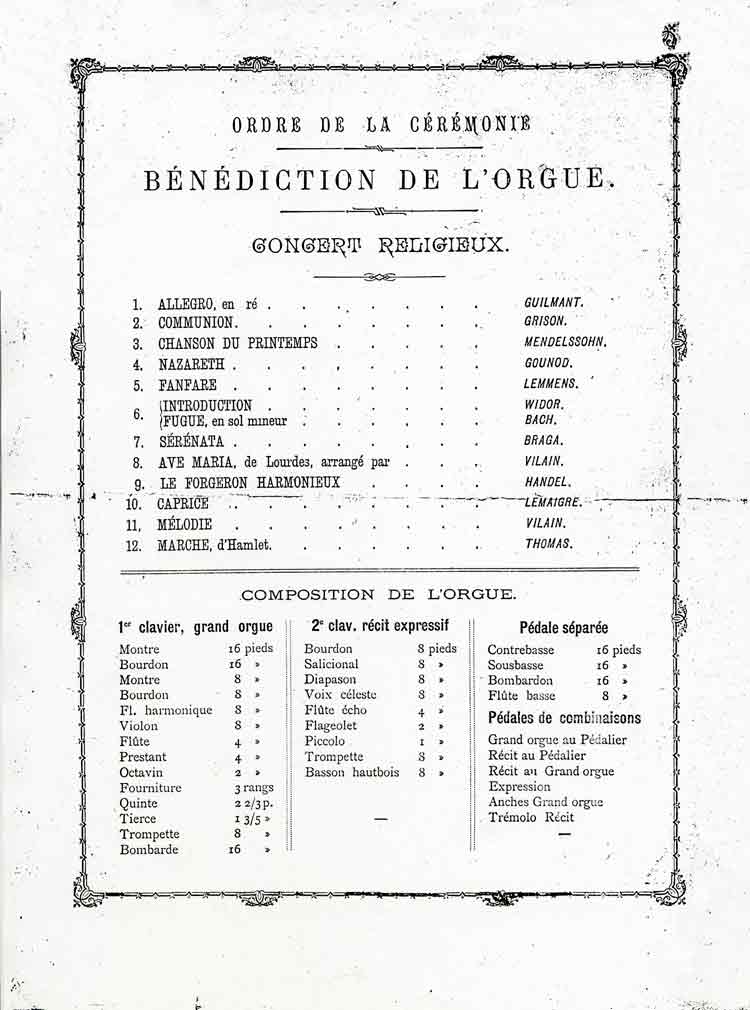 ORDRE DE LA CÉRÉMONIE
BÉNÉDICTION DE L'ORGUE.
CONCERT RELIGIEUX.
1. ALLEGRO, en ré . . . . . . . GUILMANT.
2. COMMUNION. . . . . . . . GRISON.
3. CHANSON DU PRINTEMPS . . . . . MENDELSSOHN.
4. NAZARETH . . . . . . . . GOUNOD.
5. FANFARE . . . . . . . . LEMMENS.
6. {INTRODUCTION . . . . . . . WIDOR.
{FUGUE, en sol mineur . . . . . . BACH.
7. SÉRÉNATA . . . . . . . . BRAGA.
8. AVE MARIA, de Lourdes, arrangé par . . . VILAIN.
9. LE FORGERON HARMONIEUX . . . . HANDEL.
10. CAPRICE . . . . . . . . LEMAIGRE.
11. MÉLODIE . . . . . . . . VILAIN.
12. MARCHE, d'Hamlet. . . . . . . THOMAS.
COMPOSITION DE L'ORGUE.
1er clavier, grand orgue
Montre 16 pieds
Bourdon 16 »
Montre 8 »
Bourdon 8 »
Fl. harmonique 8 »
Violon 8 »
Flûte 4 »
Prestant 4 »
Octavin 2 »
Fourniture 3 rangs
Quinte 2 2/3 p.
Tierce 1 3/5 »
Trompette 8 »
Bombarde 16 »
2e clav. récit expressif
Bourdon 8 pieds
Salicional 8 »
Diapason 8 »
Voix céleste 8 »
Flûte écho 4 »
Flageolet 2 »
Piccolo 1 »
Trompette 8 »
Basson hautbois 8 »
Pédale séparée
Contrebasse 16 pieds
Sousbasse 16 »
Bombardon 16 »
Flûte basse 8 »
Pédales de combinaisons
Grand orgue au Pédalier
Récit au Pédalier
Récit au Grand orgue
Expression
Anches Grand orgue
Trémolo Récit